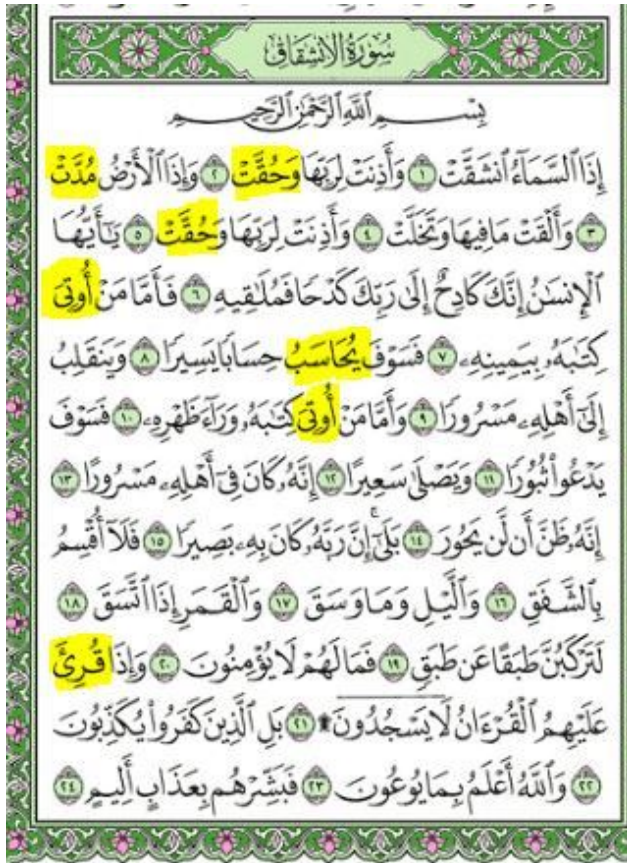 سُورَةُ الانشِقَاقِ
بِسْمِ ٱللَّهِ ٱلرَّحْمَٰنِ ٱلرَّحِيمِ
إِذَا ٱلسَّمَآءُ ٱنشَقَّتْ ١ وَأَذِنَتْ لِرَبِّهَا وَحُقَّتْ ٢ وَإِذَا ٱلْأَرْضُ مُدَّتْ
٣ وَأَلْقَتْ مَا فِيهَا وَتَخَلَّتْ ٤ وَأَذِنَتْ لِرَبِّهَا وَحُقَّتْ ٥ يَٰٓأَيُّهَا
ٱلْإِنسَٰنُ إِنَّكَ كَادِحٌ إِلَىٰ رَبِّكَ كَدْحًا فَمُلَٰقِيهِ ٦ فَأَمَّا مَنْ أُوتِيَ
كِتَٰبَهُۥ بِيَمِينِهِۦ ٧ فَسَوْفَ يُحَاسَبُ حِسَابًا يَسِيرًا ٨ وَيَنقَلِبُ
إِلَىٰٓ أَهْلِهِۦ مَسْرُورًا ٩ وَأَمَّا مَنْ أُوتِيَ كِتَٰبَهُۥ وَرَآءَ ظَهْرِهِۦ ١٠ فَسَوْفَ
يَدْعُوا۟ ثُبُورًا ١١ وَيَصْلَىٰ سَعِيرًا ١٢ إِنَّهُۥ كَانَ فِىٓ أَهْلِهِۦ مَسْرُورًا ١٣
إِنَّهُۥ ظَنَّ أَن لَّن يَحُورَ ١٤ بَلَىٰٓۚ إِنَّ رَبَّهُۥ كَانَ بِهِۦ بَصِيرًا ١٥ فَلَآ أُقْسِمُ
بِٱلشَّفَقِ ١٦ وَٱلَّيْلِ وَمَا وَسَقَ ١٧ وَٱلْقَمَرِ إِذَا ٱتَّسَقَ ١٨
لَتَرْكَبُنَّ طَبَقًا عَن طَبَقٍ ١٩ فَمَا لَهُمْ لَا يُؤْمِنُونَ ٢٠ وَإِذَا قُرِئَ
عَلَيْهِمُ ٱلْقُرْءَانُ لَا يَسْجُدُونَ ۩ ٢١ بَلِ ٱلَّذِينَ كَفَرُوا۟ يُكَذِّبُونَ
٢٢ وَٱللَّهُ أَعْلَمُ بِمَا يُوعُونَ ٢٣ فَبَشِّرْهُم بِعَذَابٍ أَلِيمٍ ٢٤